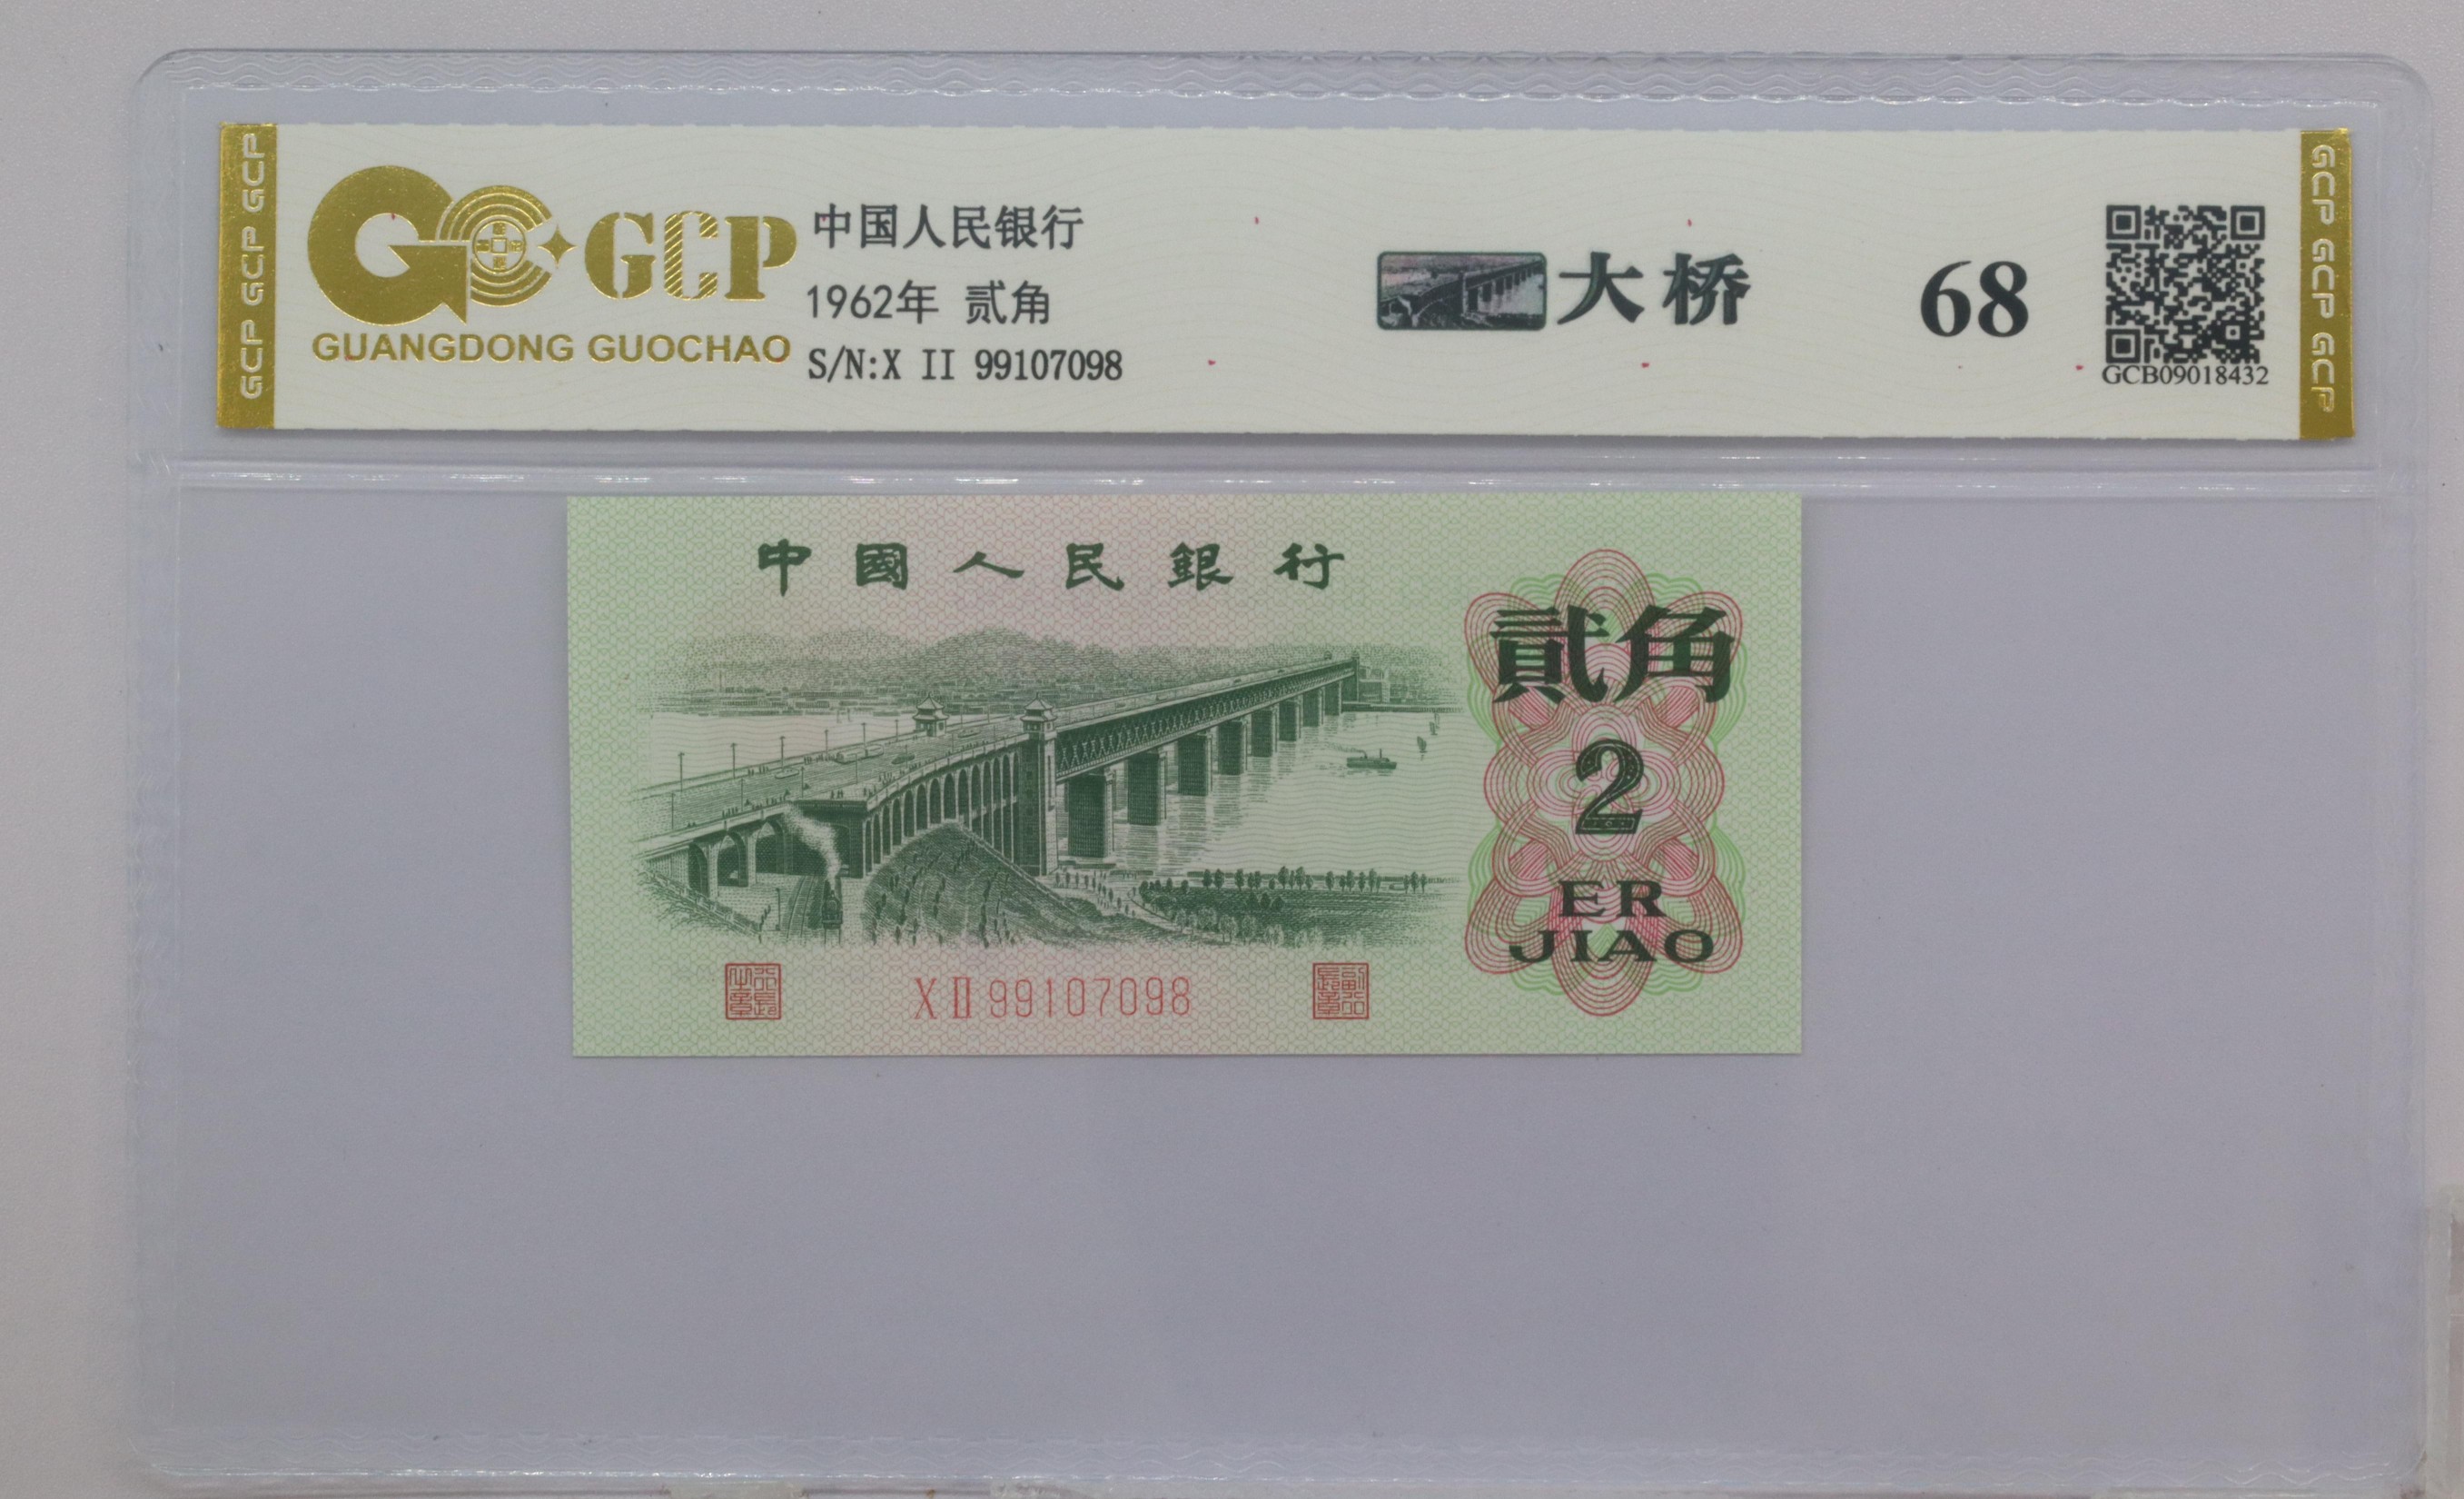 GCP GCP GCP GCP
GCP
GUANGDONG GUOCHAO
中国人民银行
1962年 贰角
S/N:X II 99107098
大桥
68
GCB09018432
GCP GCP GCP GCP
中國人民銀行
貳角
2
ER
JIAO
X II 99107098